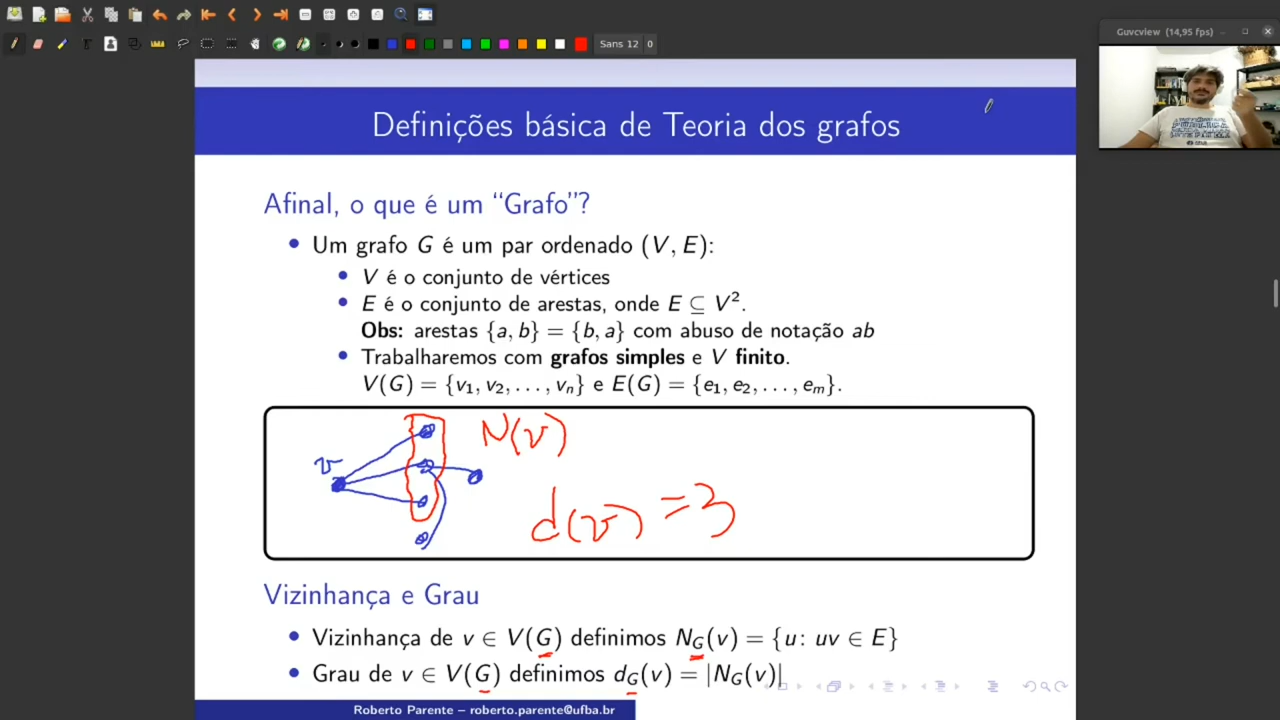 Sans 12 0
Guvcview (14,95 fps)
Definições básica de Teoria dos grafos
Afinal, o que é um “Grafo”?
Um grafo G é um par ordenado (V, E):
V é o conjunto de vértices
E é o conjunto de arestas, onde E ⊆ V².
Obs: arestas {a, b} = {b, a} com abuso de notação ab
Trabalharemos com grafos simples e V finito.
V(G) = {v₁, v₂, . . . , vₙ} e E(G) = {e₁, e₂, . . . , eₘ}.
N(v)
v
d(v) = 3
Vizinhança e Grau
Vizinhança de v ∈ V(G) definimos N_G(v) = {u: uv ∈ E}
Grau de v ∈ V(G) definimos d_G(v) = |N_G(v)|
Roberto Parente – roberto.parente@ufba.br